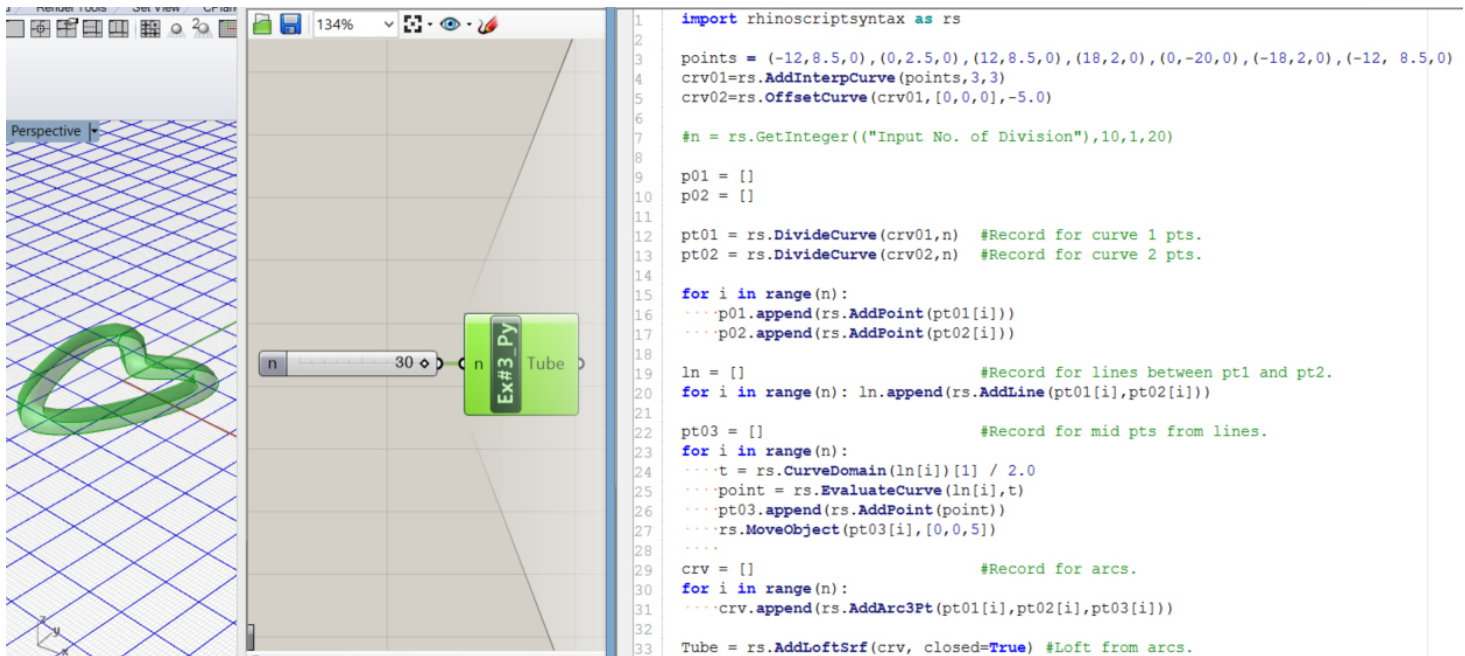 Render Tools Set View CPlan
134%
Perspective
n
30
n
Ex#3_Py
Tube
z
y
x
1 import rhinoscriptsyntax as rs
2
3 points = (-12,8.5,0),(0,2.5,0),(12,8.5,0),(18,2,0),(0,-20,0),(-18,2,0),(-12, 8.5,0)
4 crv01=rs.AddInterpCurve(points,3,3)
5 crv02=rs.OffsetCurve(crv01,[0,0,0],-5.0)
6
7 #n = rs.GetInteger(("Input No. of Division"),10,1,20)
8
9 p01 = []
10 p02 = []
11
12 pt01 = rs.DivideCurve(crv01,n) #Record for curve 1 pts.
13 pt02 = rs.DivideCurve(crv02,n) #Record for curve 2 pts.
14
15 for i in range(n):
16 ····p01.append(rs.AddPoint(pt01[i]))
17 ····p02.append(rs.AddPoint(pt02[i]))
18
19 ln = [] #Record for lines between pt1 and pt2.
20 for i in range(n): ln.append(rs.AddLine(pt01[i],pt02[i]))
21
22 pt03 = [] #Record for mid pts from lines.
23 for i in range(n):
24 ····t = rs.CurveDomain(ln[i])[1] / 2.0
25 ····point = rs.EvaluateCurve(ln[i],t)
26 ····pt03.append(rs.AddPoint(point))
27 ····rs.MoveObject(pt03[i],[0,0,5])
28 ····
29 crv = [] #Record for arcs.
30 for i in range(n):
31 ····crv.append(rs.AddArc3Pt(pt01[i],pt02[i],pt03[i]))
32
33 Tube = rs.AddLoftSrf(crv, closed=True) #Loft from arcs.